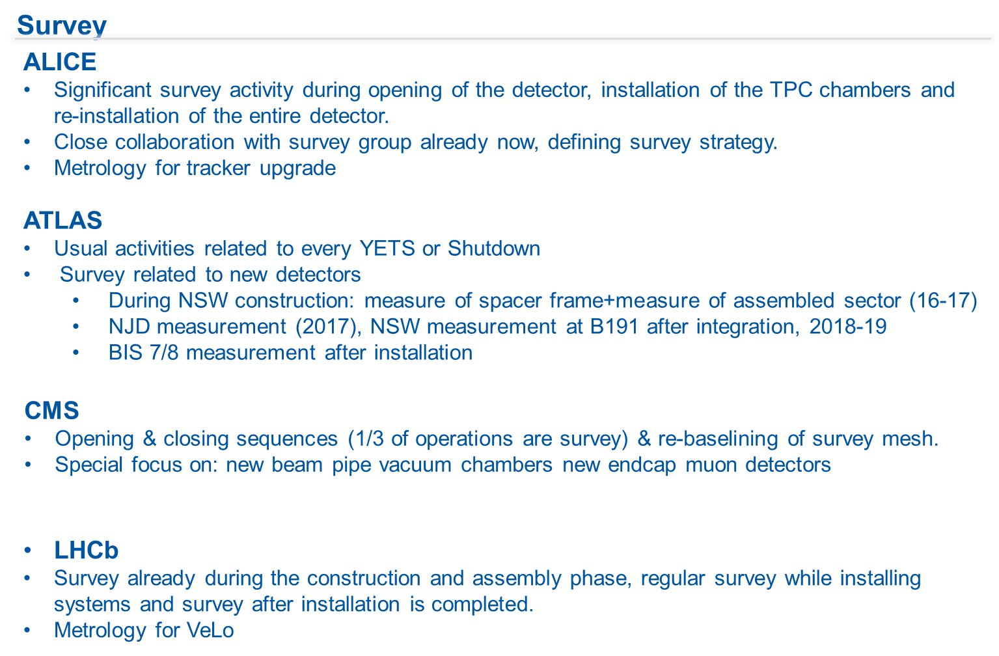 Survey
ALICE
• Significant survey activity during opening of the detector, installation of the TPC chambers and
re-installation of the entire detector.
• Close collaboration with survey group already now, defining survey strategy.
• Metrology for tracker upgrade
ATLAS
• Usual activities related to every YETS or Shutdown
• Survey related to new detectors
• During NSW construction: measure of spacer frame+measure of assembled sector (16-17)
• NJD measurement (2017), NSW measurement at B191 after integration, 2018-19
• BIS 7/8 measurement after installation
CMS
• Opening & closing sequences (1/3 of operations are survey) & re-baselining of survey mesh.
• Special focus on: new beam pipe vacuum chambers new endcap muon detectors
• LHCb
• Survey already during the construction and assembly phase, regular survey while installing
systems and survey after installation is completed.
• Metrology for VeLo